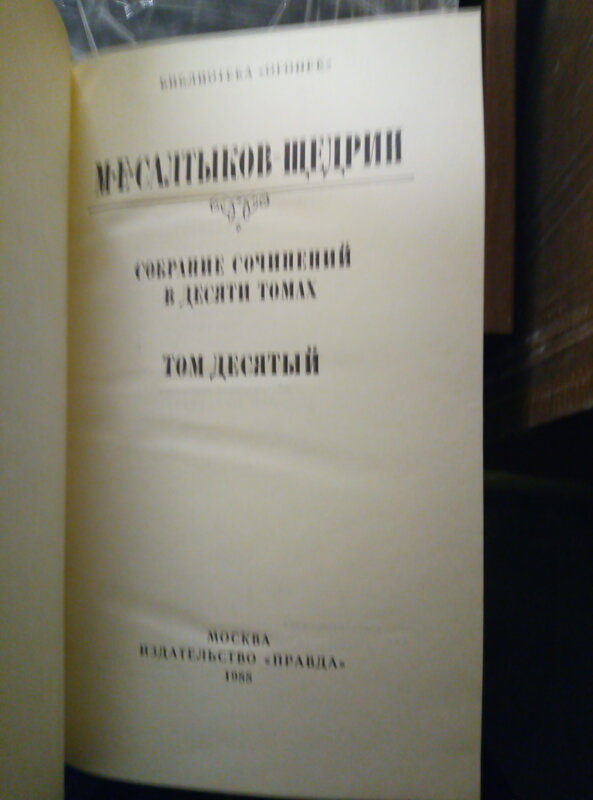 БИБЛИОТЕКА «ОГОНЕК»
М·Е·САЛТЫКОВ-ЩЕДРИН
СОБРАНИЕ СОЧИНЕНИЙ
В ДЕСЯТИ ТОМАХ
ТОМ ДЕСЯТЫЙ
МОСКВА
ИЗДАТЕЛЬСТВО «ПРАВДА»
1988